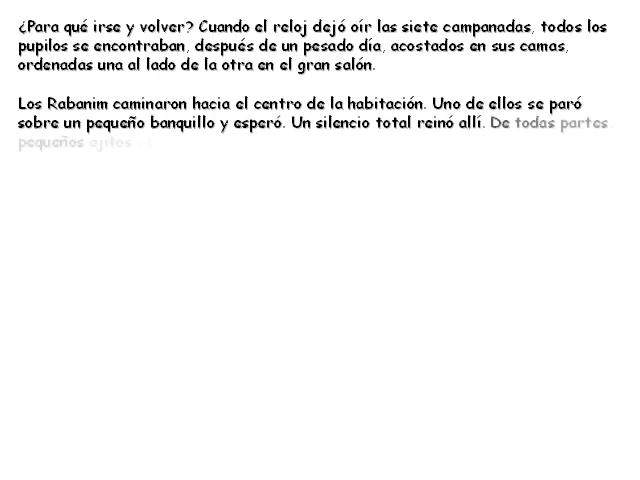 ¿Para qué irse y volver? Cuando el reloj dejó oír las siete campanadas, todos los
pupilos se encontraban, después de un pesado día, acostados en sus camas,
ordenadas una al lado de la otra en el gran salón.
Los Rabanim caminaron hacia el centro de la habitación. Uno de ellos se paró
sobre un pequeño banquillo y esperó. Un silencio total reinó allí. De todas partes
pequeños ojitos